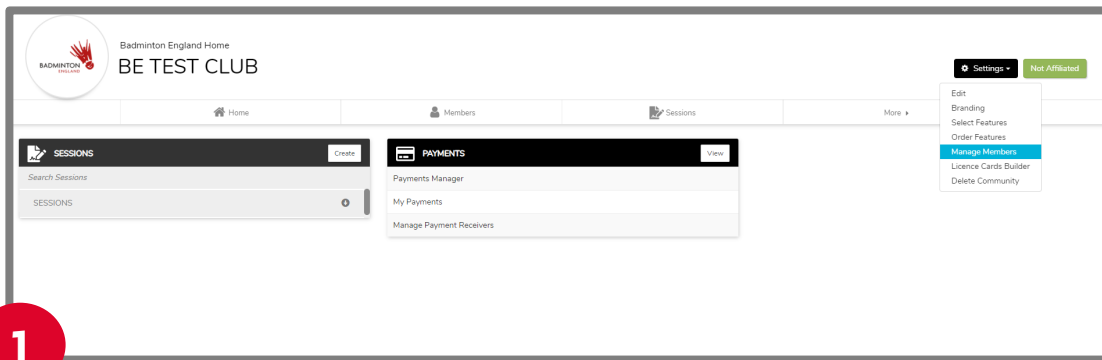 BADMINTON
ENGLAND
Badminton England Home
BE TEST CLUB
Settings
Not Affiliated
Home
Members
Sessions
More
Edit
Branding
Select Features
Order Features
Manage Members
Licence Cards Builder
Delete Community
SESSIONS
Create
Search Sessions
SESSIONS
PAYMENTS
View
Payments Manager
My Payments
Manage Payment Receivers
1